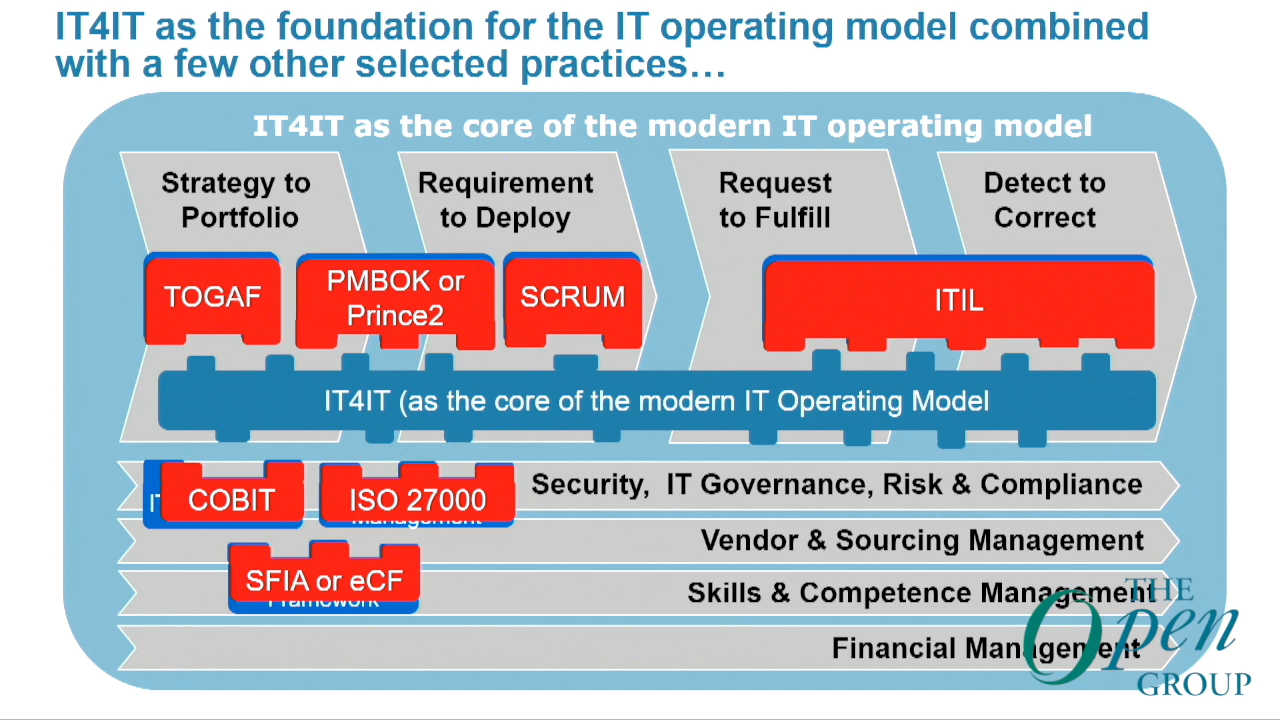 IT4IT as the foundation for the IT operating model combined
with a few other selected practices…
IT4IT as the core of the modern IT operating model
Strategy to
Portfolio
Requirement
to Deploy
Request
to Fulfill
Detect to
Correct
TOGAF
PMBOK or
Prince2
SCRUM
ITIL
IT4IT (as the core of the modern IT Operating Model
COBIT
ISO 27000
Management
Security, IT Governance, Risk & Compliance
Vendor & Sourcing Management
SFIA or eCF
Framework
Skills & Competence Management
Financial Management
THE
Open
GROUP